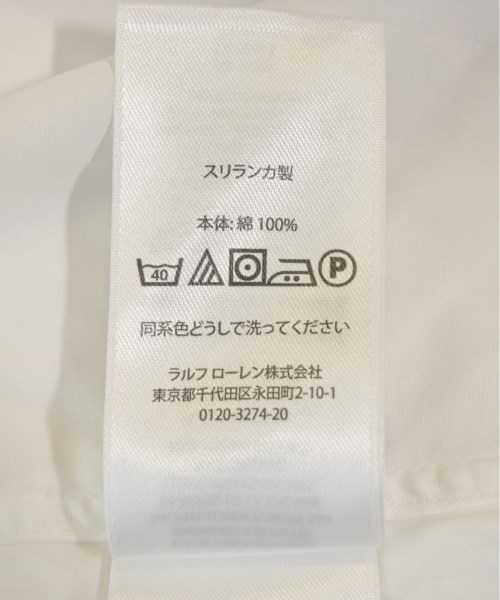 スリランカ製
本体: 綿 100%
40 P
同系色どうしで洗ってください
ラルフ ローレン株式会社
東京都千代田区永田町2-10-1
0120-3274-20